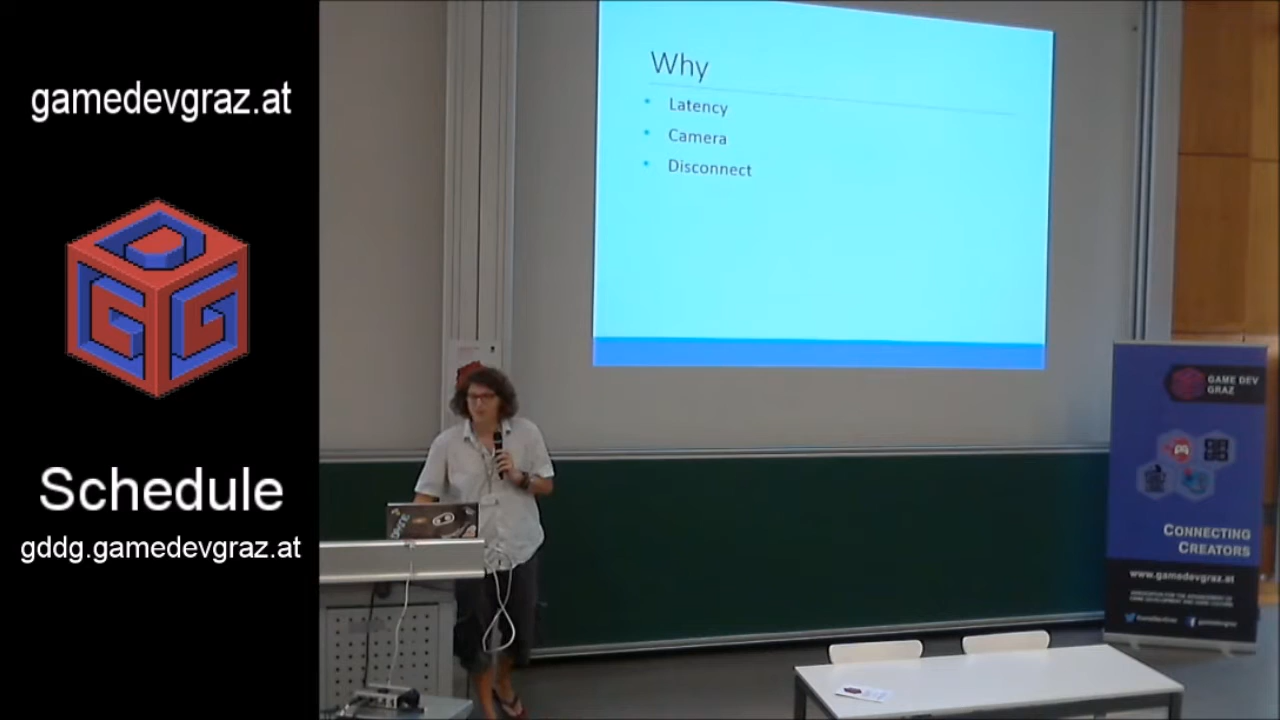 gamedevgraz.at
Schedule
gddg.gamedevgraz.at
Why
Latency
Camera
Disconnect
GAME DEV
GRAZ
CONNECTING
CREATORS
www.gamedevgraz.at